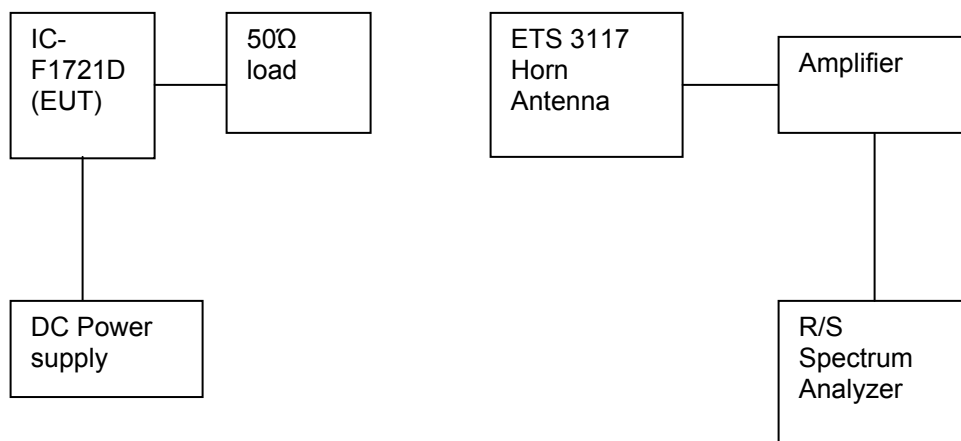 IC-
F1721D
(EUT)
50Ω
load
ETS 3117
Horn
Antenna
Amplifier
DC Power
supply
R/S
Spectrum
Analyzer